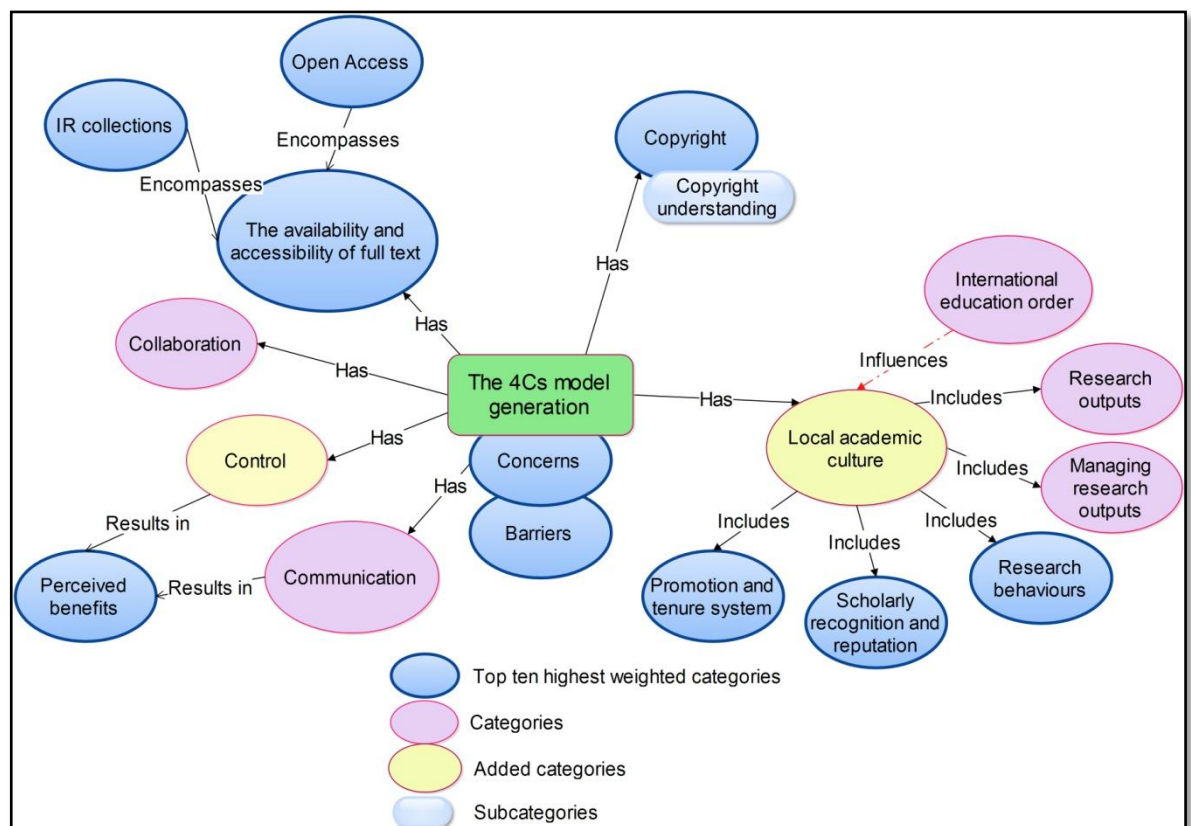 Open Access
IR collections
Encompasses
Encompasses
The availability and
accessibility of full text
Copyright
Copyright
understanding
Has
International
education order
Influences
Collaboration
Has
Has
The 4Cs model
generation
Has
Research
outputs
Includes
Local academic
culture
Control
Has
Concerns
Includes
Managing
research
outputs
Has
Barriers
Results in
Communication
Includes
Includes
Includes
Perceived
benefits
Results in
Promotion and
tenure system
Scholarly
recognition and
reputation
Research
behaviours
Top ten highest weighted categories
Categories
Added categories
Subcategories